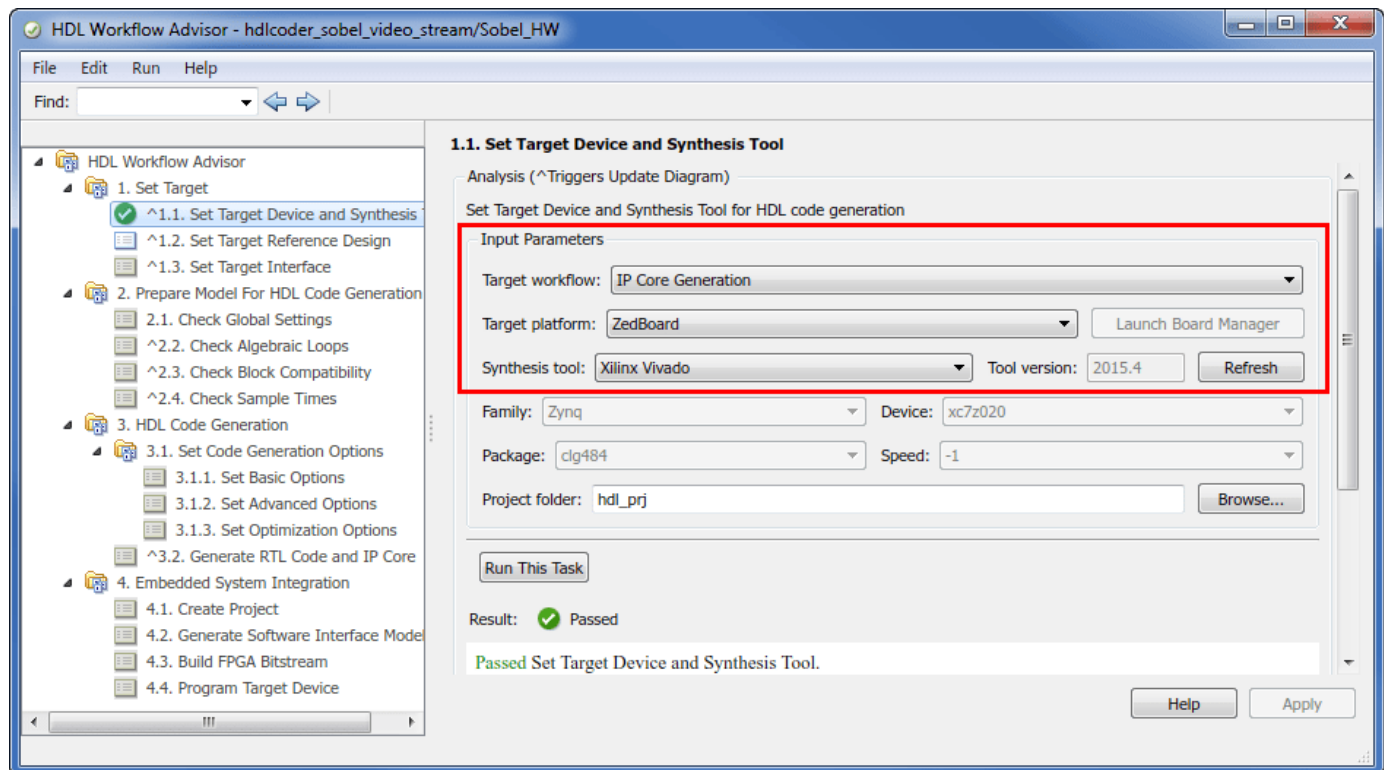 HDL Workflow Advisor - hdlcoder_sobel_video_stream/Sobel_HW
File Edit Run Help
Find:
HDL Workflow Advisor
1. Set Target
^1.1. Set Target Device and Synthesis
^1.2. Set Target Reference Design
^1.3. Set Target Interface
2. Prepare Model For HDL Code Generation
2.1. Check Global Settings
^2.2. Check Algebraic Loops
^2.3. Check Block Compatibility
^2.4. Check Sample Times
3. HDL Code Generation
3.1. Set Code Generation Options
3.1.1. Set Basic Options
3.1.2. Set Advanced Options
3.1.3. Set Optimization Options
^3.2. Generate RTL Code and IP Core
4. Embedded System Integration
4.1. Create Project
4.2. Generate Software Interface Model
4.3. Build FPGA Bitstream
4.4. Program Target Device
1.1. Set Target Device and Synthesis Tool
Analysis (^Triggers Update Diagram)
Set Target Device and Synthesis Tool for HDL code generation
Input Parameters
Target workflow: IP Core Generation
Target platform: ZedBoard Launch Board Manager
Synthesis tool: Xilinx Vivado Tool version: 2015.4 Refresh
Family: Zynq Device: xc7z020
Package: clg484 Speed: -1
Project folder: hdl_prj Browse...
Run This Task
Result: Passed
Passed Set Target Device and Synthesis Tool.
Help Apply